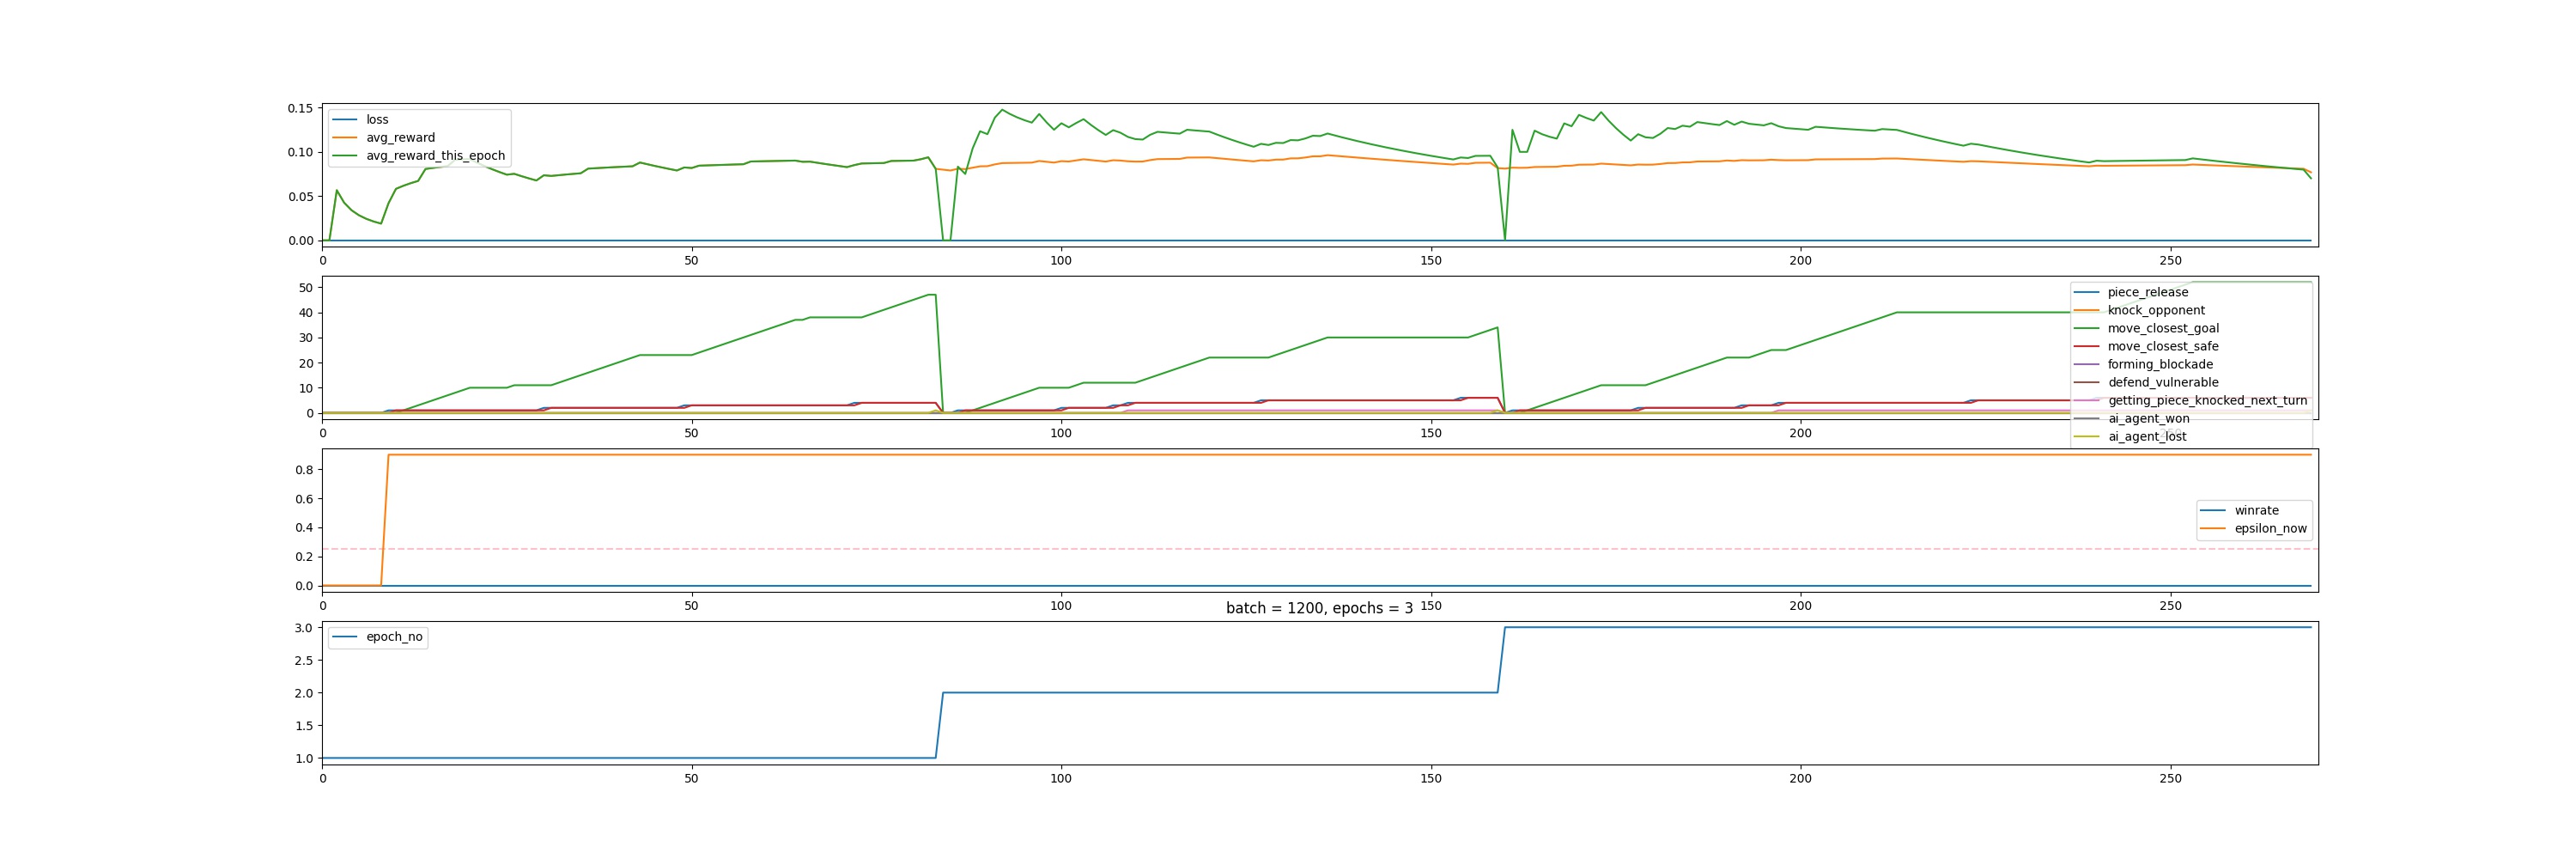 0.15
0.10
0.05
0.00
loss
avg_reward
avg_reward_this_epoch
0 50 100 150 200 250
50
40
30
20
10
0
piece_release
knock_opponent
move_closest_goal
move_closest_safe
forming_blockade
defend_vulnerable
getting_piece_knocked_next_turn
ai_agent_won
ai_agent_lost
0 50 100 150 200 250
0.8
0.6
0.4
0.2
0.0
winrate
epsilon_now
0 50 100 150 200 250
batch = 1200, epochs = 3
3.0
2.5
2.0
1.5
1.0
epoch_no
0 50 100 150 200 250